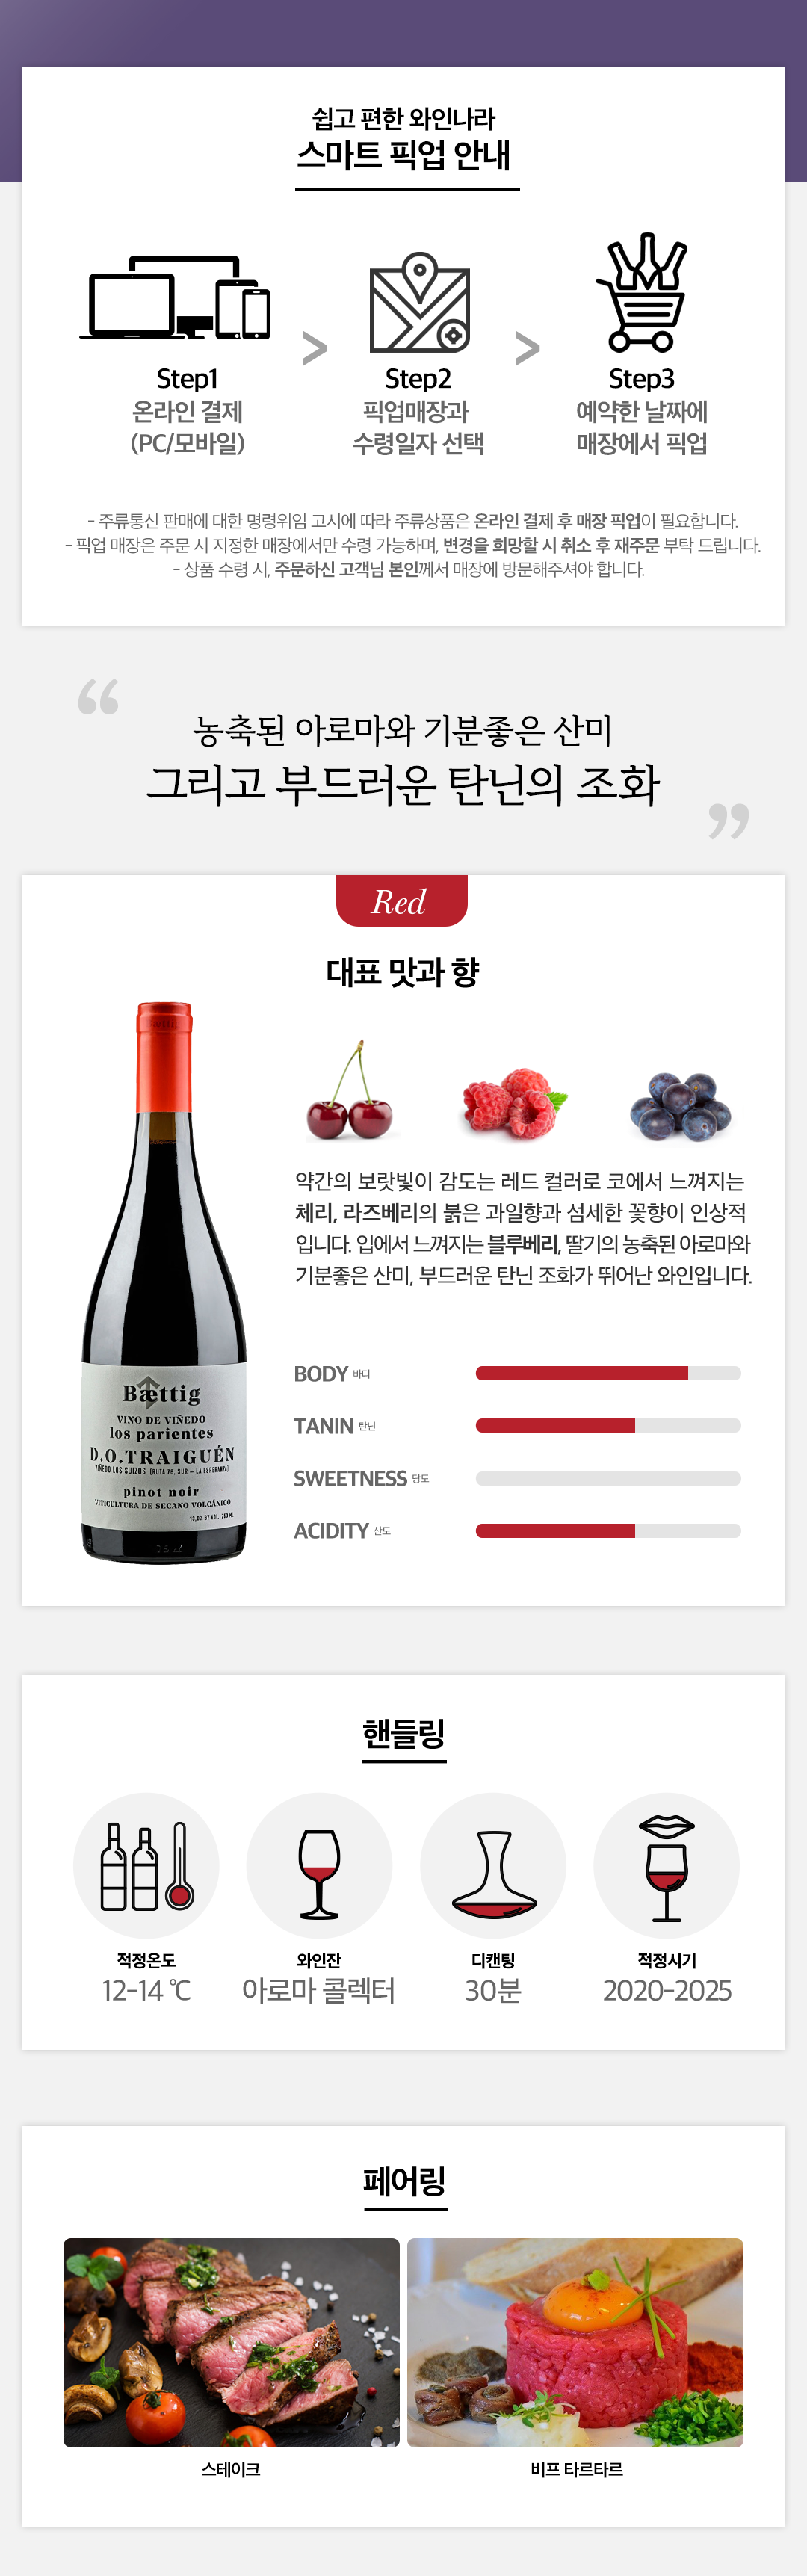 쉽고 편한 와인나라
스마트 픽업 안내
Step1
온라인 결제
(PC/모바일)
>
Step2
픽업매장과
수령일자 선택
>
Step3
예약한 날짜에
매장에서 픽업
- 주류통신 판매에 대한 명령위임 고시에 따라 주류상품은 온라인 결제 후 매장 픽업이 필요합니다.
- 픽업 매장은 주문 시 지정한 매장에서만 수령 가능하며, 변경을 희망할 시 취소 후 재주문 부탁 드립니다.
- 상품 수령 시, 주문하신 고객님 본인께서 매장에 방문해주셔야 합니다.
“
농축된 아로마와 기분좋은 산미
그리고 부드러운 탄닌의 조화
”
Red
대표 맛과 향
약간의 보랏빛이 감도는 레드 컬러로 코에서 느껴지는
체리, 라즈베리의 붉은 과일향과 섬세한 꽃향이 인상적
입니다. 입에서 느껴지는 블루베리, 딸기의 농축된 아로마와
기분좋은 산미, 부드러운 탄닌 조화가 뛰어난 와인입니다.
Bættig
VINO DE VIÑEDO
los parientes
D.O.TRAIGUÉN
VIÑEDO LOS SUIZOS (RUTA 76, SUR – LA ESPERANZA)
pinot noir
VITICULTURA DE SECANO VOLCÁNICO
BODY 바디
TANIN 탄닌
SWEETNESS 당도
ACIDITY 산도
핸들링
적정온도
12-14 ℃
와인잔
아로마 콜렉터
디캔팅
30분
적정시기
2020-2025
페어링
스테이크
비프 타르타르